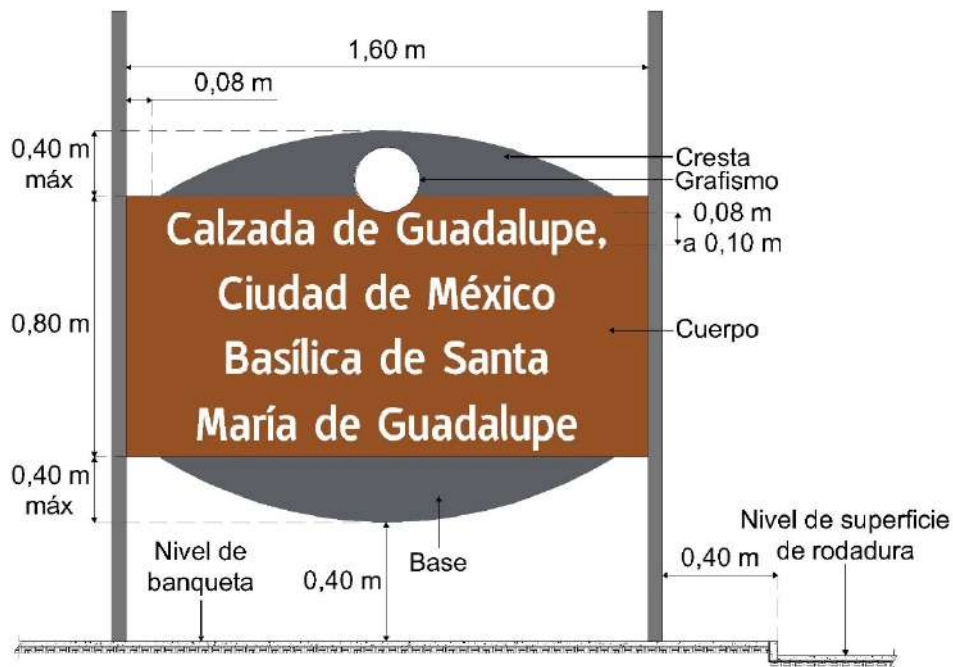 1,60 m
0,08 m
0,40 m
máx
Cresta
Grafismo
0,08 m
a 0,10 m
Calzada de Guadalupe,
Ciudad de México
Basílica de Santa
María de Guadalupe
0,80 m
Cuerpo
0,40 m
máx
Nivel de
banqueta
0,40 m
Base
0,40 m
Nivel de superficie
de rodadura